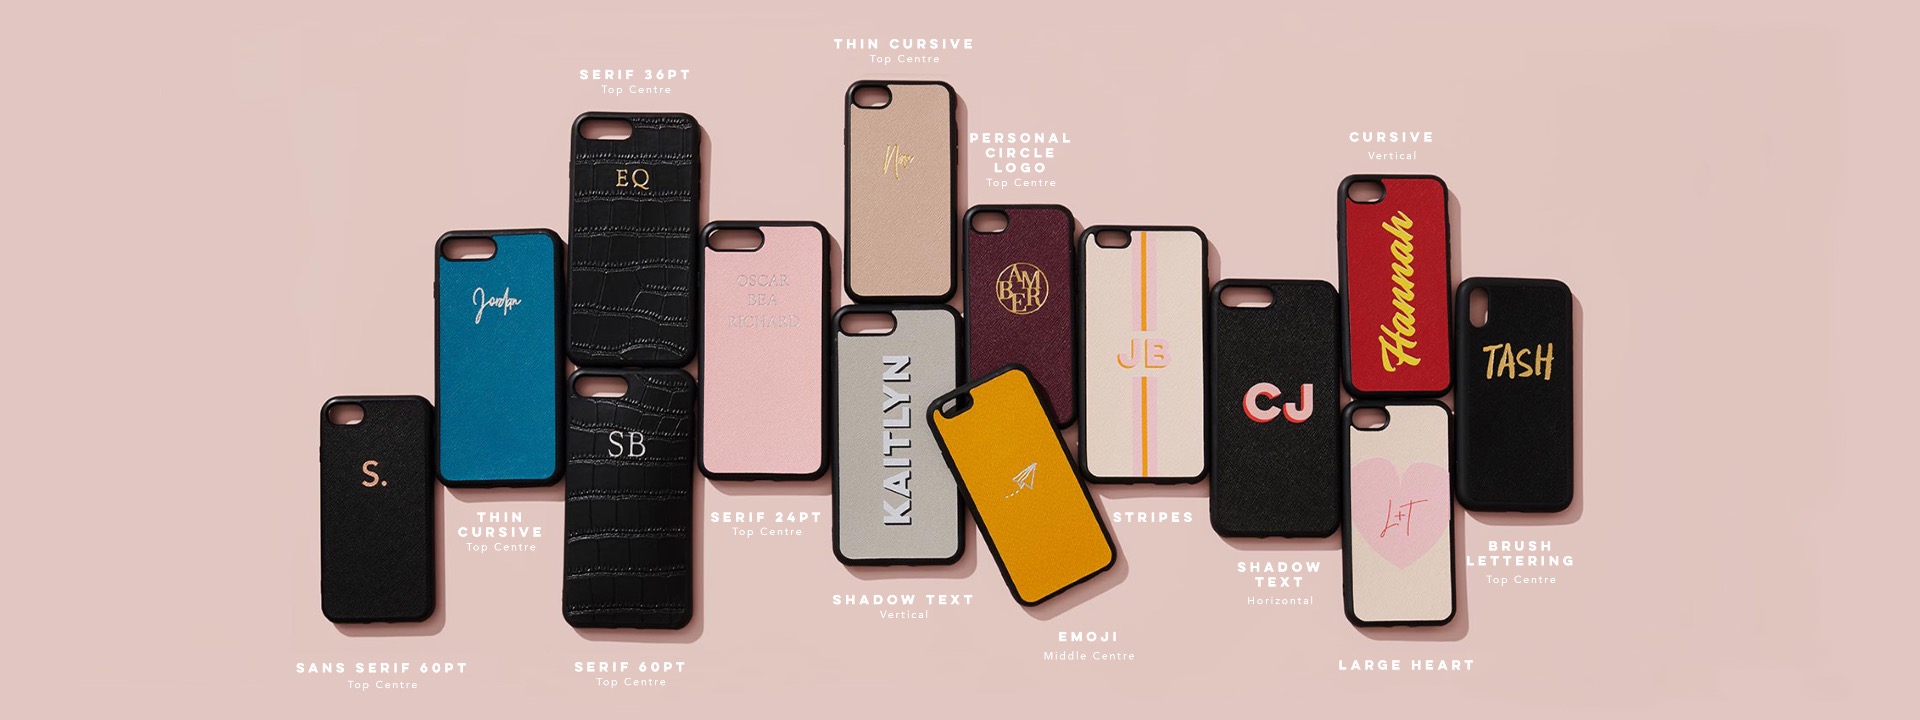 THIN CURSIVE
Top Centre
SERIF 36PT
Top Centre
PERSONAL
CIRCLE
LOGO
Top Centre
CURSIVE
Vertical
EQ
AM
BER
Hannah
OSCAR
BEA
RICHARD
Jordan
JB
TASH
KAITLYN
CJ
SB
S.
L+T
THIN
CURSIVE
Top Centre
SERIF 24PT
Top Centre
STRIPES
BRUSH
LETTERING
Top Centre
SHADOW
TEXT
Horizontal
SHADOW TEXT
Vertical
EMOJI
Middle Centre
SANS SERIF 60PT
Top Centre
SERIF 60PT
Top Centre
LARGE HEART